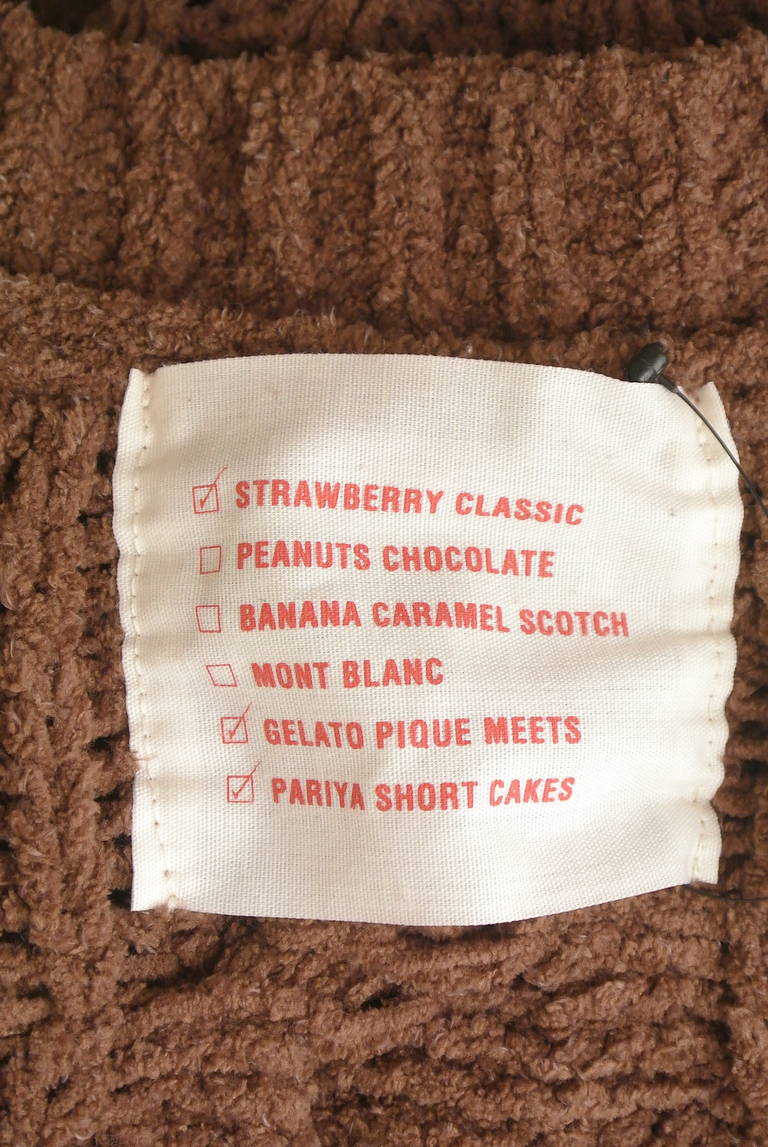 ☑ STRAWBERRY CLASSIC
☐ PEANUTS CHOCOLATE
☐ BANANA CARAMEL SCOTCH
☐ MONT BLANC
☑ GELATO PIQUE MEETS
☑ PARIYA SHORT CAKES